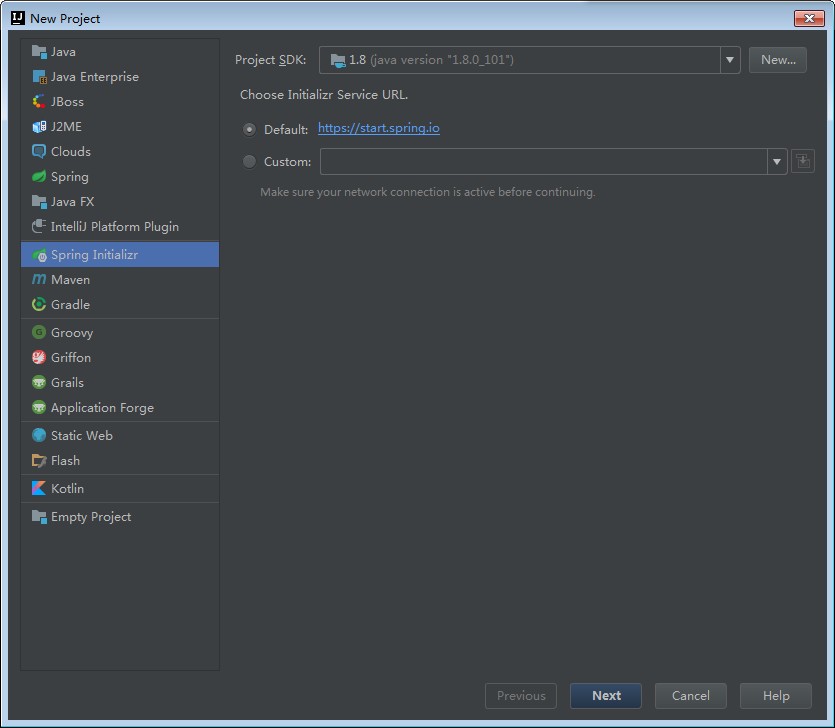 New Project
Java
Java Enterprise
JBoss
J2ME
Clouds
Spring
Java FX
IntelliJ Platform Plugin
Spring Initializr
Maven
Gradle
Groovy
Griffon
Grails
Application Forge
Static Web
Flash
Kotlin
Empty Project
Project SDK: 1.8 (java version "1.8.0_101") New...
Choose Initializr Service URL.
Default: https://start.spring.io
Custom:
Make sure your network connection is active before continuing.
Previous Next Cancel Help